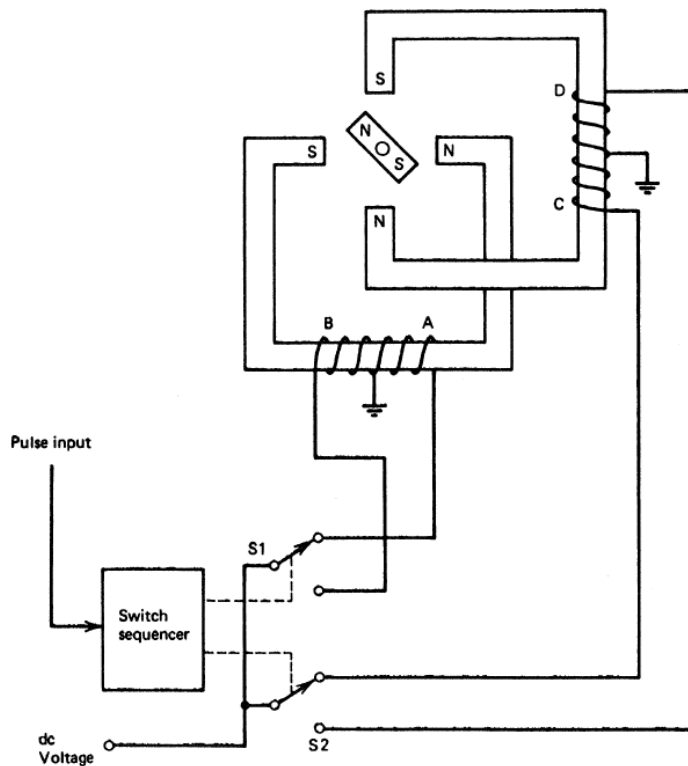 S
D
N
S
S
N
N
C
B
A
Pulse input
S1
Switch
sequencer
dc
Voltage
S2